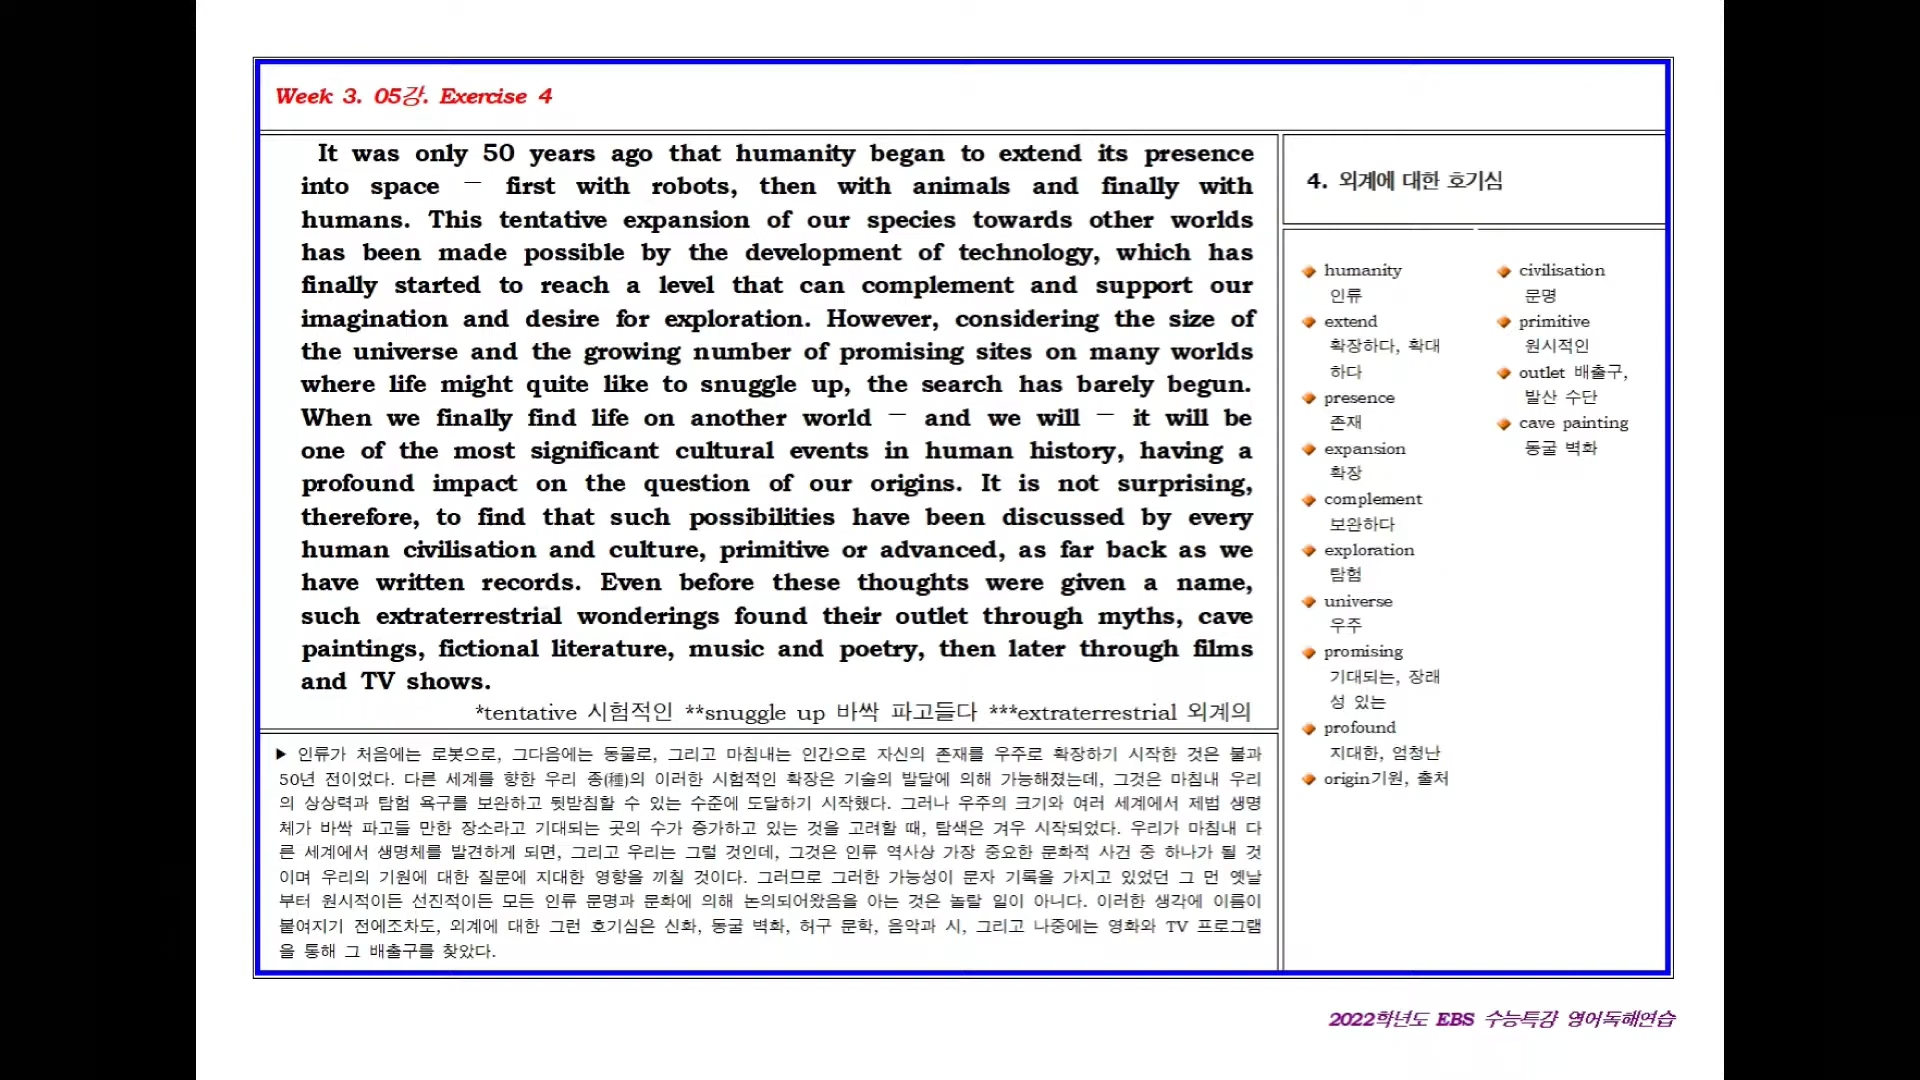 Week 3. 05강. Exercise 4
It was only 50 years ago that humanity began to extend its presence
into space — first with robots, then with animals and finally with
humans. This tentative expansion of our species towards other worlds
has been made possible by the development of technology, which has
finally started to reach a level that can complement and support our
imagination and desire for exploration. However, considering the size of
the universe and the growing number of promising sites on many worlds
where life might quite like to snuggle up, the search has barely begun.
When we finally find life on another world — and we will — it will be
one of the most significant cultural events in human history, having a
profound impact on the question of our origins. It is not surprising,
therefore, to find that such possibilities have been discussed by every
human civilisation and culture, primitive or advanced, as far back as we
have written records. Even before these thoughts were given a name,
such extraterrestrial wonderings found their outlet through myths, cave
paintings, fictional literature, music and poetry, then later through films
and TV shows.
*tentative 시험적인 **snuggle up 바싹 파고들다 ***extraterrestrial 외계의
▶ 인류가 처음에는 로봇으로, 그다음에는 동물로, 그리고 마침내는 인간으로 자신의 존재를 우주로 확장하기 시작한 것은 불과
50년 전이었다. 다른 세계를 향한 우리 종(種)의 이러한 시험적인 확장은 기술의 발달에 의해 가능해졌는데, 그것은 마침내 우리
의 상상력과 탐험 욕구를 보완하고 뒷받침할 수 있는 수준에 도달하기 시작했다. 그러나 우주의 크기와 여러 세계에서 제법 생명
체가 바싹 파고들 만한 장소라고 기대되는 곳의 수가 증가하고 있는 것을 고려할 때, 탐색은 겨우 시작되었다. 우리가 마침내 다
른 세계에서 생명체를 발견하게 되면, 그리고 우리는 그럴 것인데, 그것은 인류 역사상 가장 중요한 문화적 사건 중 하나가 될 것
이며 우리의 기원에 대한 질문에 지대한 영향을 끼칠 것이다. 그러므로 그러한 가능성이 문자 기록을 가지고 있었던 그 먼 옛날
부터 원시적이든 선진적이든 모든 인류 문명과 문화에 의해 논의되어왔음을 아는 것은 놀랄 일이 아니다. 이러한 생각에 이름이
붙여지기 전에조차도, 외계에 대한 그런 호기심은 신화, 동굴 벽화, 허구 문학, 음악과 시, 그리고 나중에는 영화와 TV 프로그램
을 통해 그 배출구를 찾았다.
4. 외계에 대한 호기심
humanity
인류
extend
확장하다, 확대
하다
presence
존재
expansion
확장
complement
보완하다
exploration
탐험
universe
우주
promising
기대되는, 장래
성 있는
profound
지대한, 엄청난
origin기원, 출처
civilisation
문명
primitive
원시적인
outlet 배출구,
발산 수단
cave painting
동굴 벽화
2022학년도 EBS 수능특강 영어독해연습